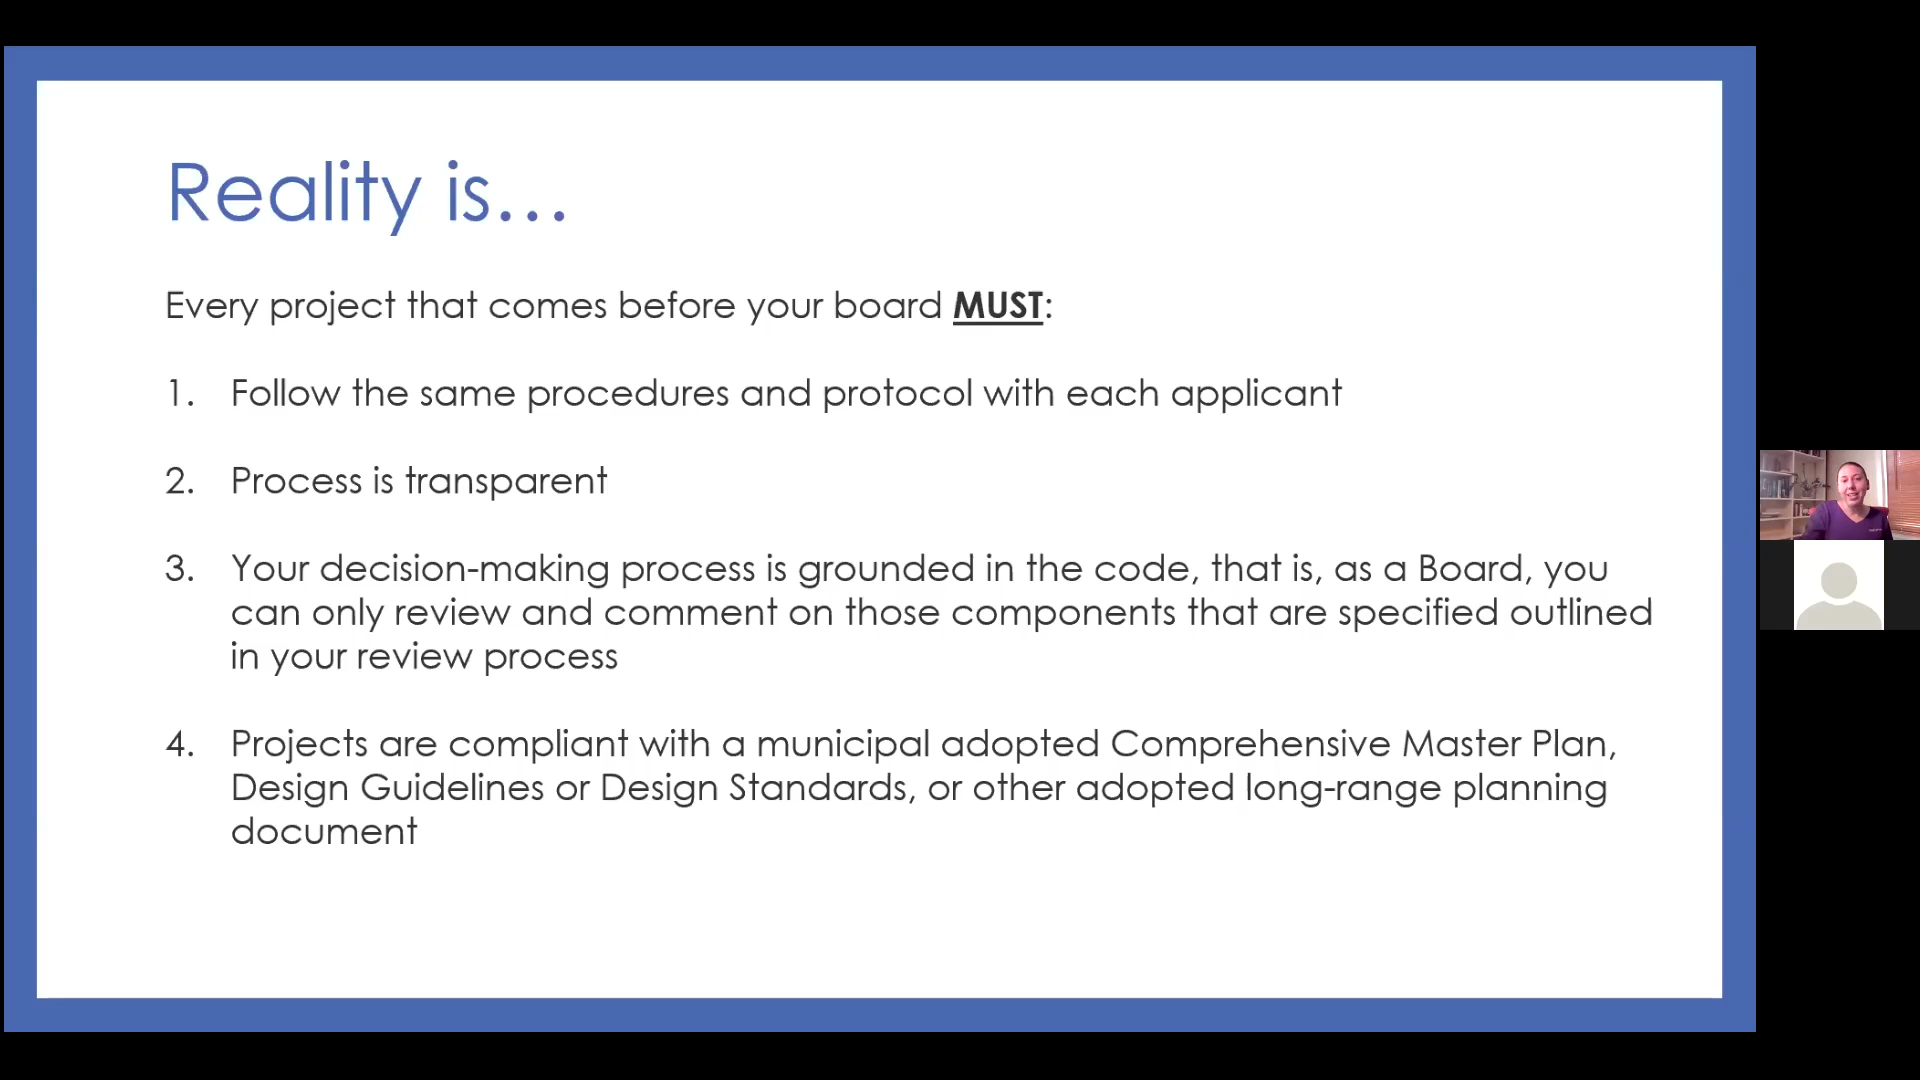 Reality is...
Every project that comes before your board MUST:
1. Follow the same procedures and protocol with each applicant
2. Process is transparent
3. Your decision-making process is grounded in the code, that is, as a Board, you
can only review and comment on those components that are specified outlined
in your review process
4. Projects are compliant with a municipal adopted Comprehensive Master Plan,
Design Guidelines or Design Standards, or other adopted long-range planning
document